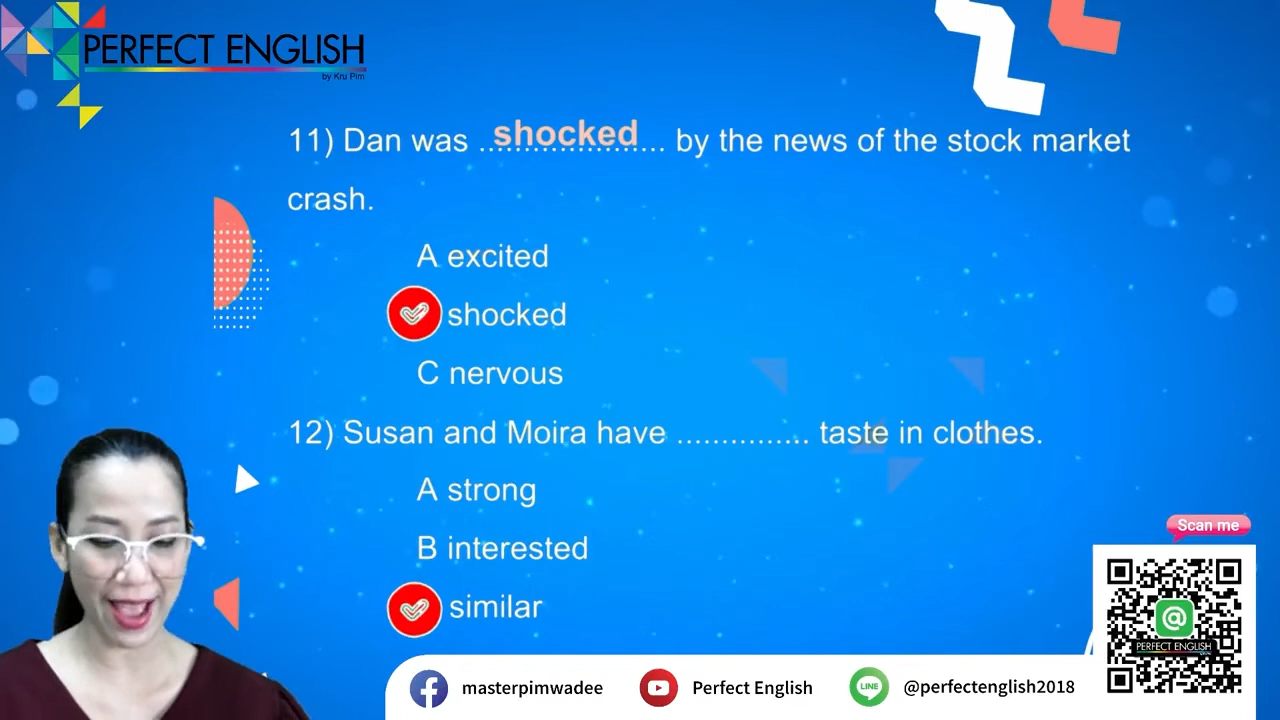 PERFECT ENGLISH
by Kru Pim
11) Dan was ...shocked... by the news of the stock market
crash.
A excited
shocked
C nervous
12) Susan and Moira have ............... taste in clothes.
A strong
B interested
similar
Scan me
@
PERFECT ENGLISH
masterpimwadee
Perfect English
LINE
@perfectenglish2018